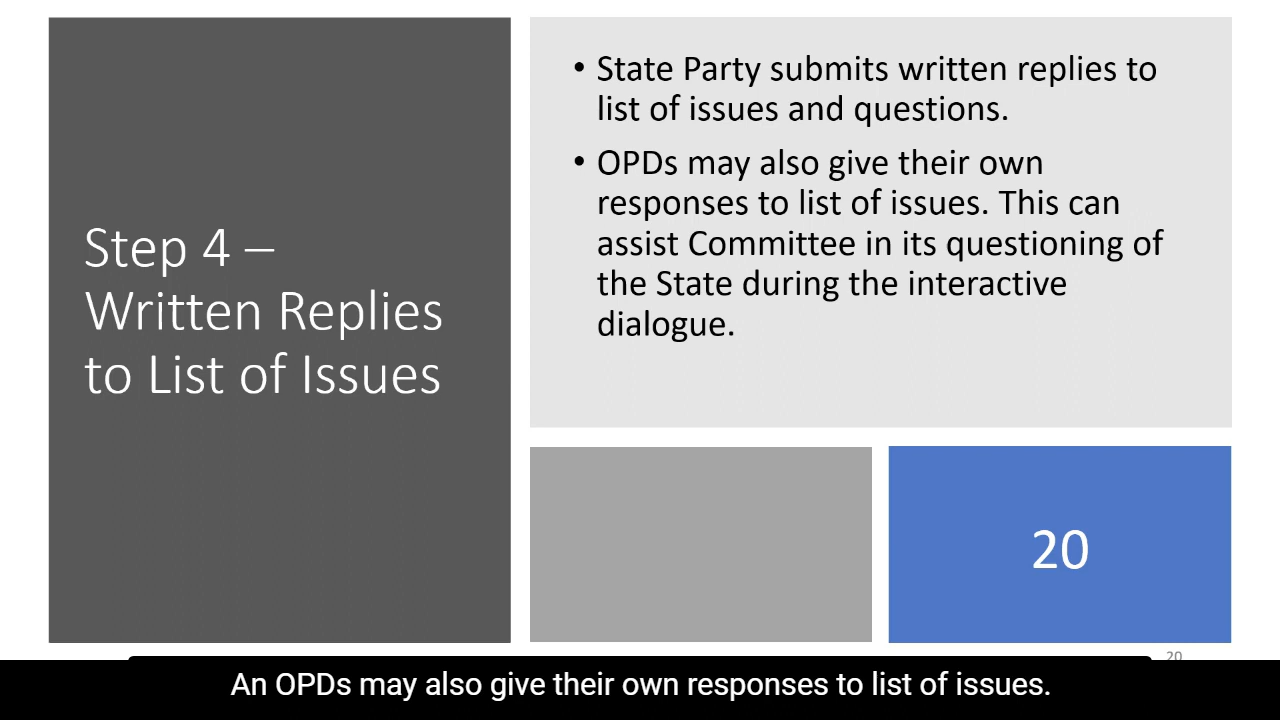 Step 4 –
Written Replies
to List of Issues
• State Party submits written replies to
list of issues and questions.
• OPDs may also give their own
responses to list of issues. This can
assist Committee in its questioning of
the State during the interactive
dialogue.
20
20
An OPDs may also give their own responses to list of issues.